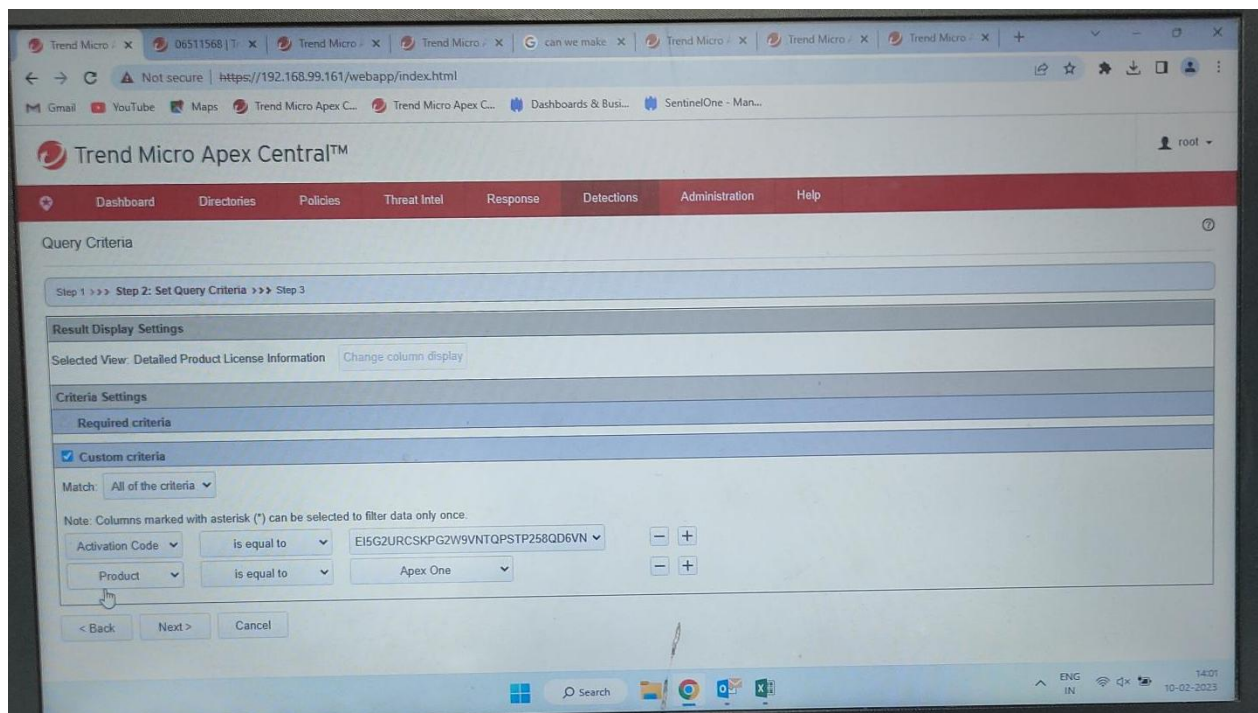 Trend Micro A
06511568 | Tr
Trend Micro A
Trend Micro A
can we make
Trend Micro A
Trend Micro A
Trend Micro A
Not secure | https://192.168.99.161/webapp/index.html
Gmail YouTube Maps Trend Micro Apex C... Trend Micro Apex C... Dashboards & Busi... SentinelOne - Man...
Trend Micro Apex Central™
root
Dashboard Directories Policies Threat Intel Response Detections Administration Help
Query Criteria
Step 1 >>> Step 2: Set Query Criteria >>> Step 3
Result Display Settings
Selected View: Detailed Product License Information Change column display
Criteria Settings
Required criteria
Custom criteria
Match: All of the criteria
Note: Columns marked with asterisk (*) can be selected to filter data only once.
Activation Code is equal to EI5G2URCSKPG2W9VNTQPSTP258QD6VN
Product is equal to Apex One
< Back Next > Cancel
Search
ENG
IN
14:01
10-02-2023